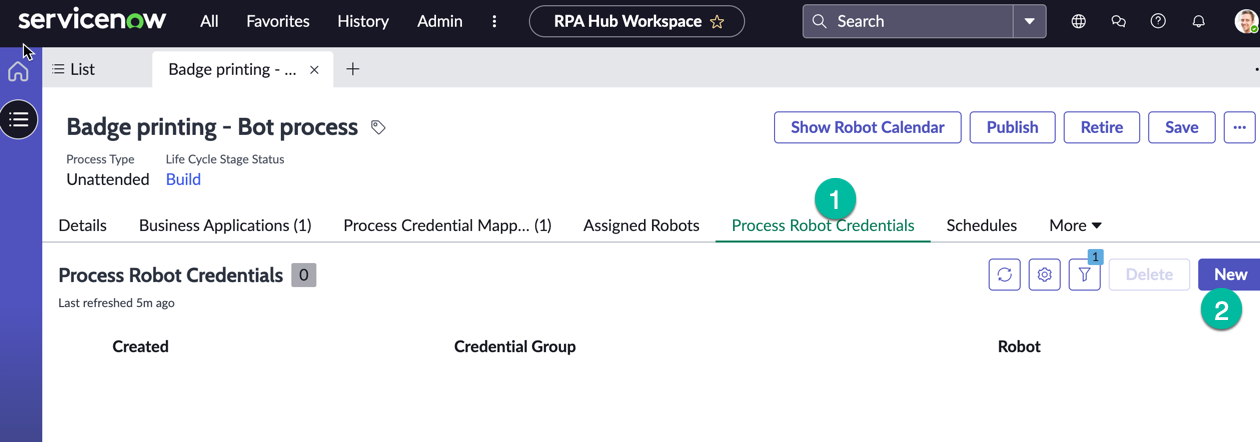 servicenow All Favorites History Admin RPA Hub Workspace Search
List Badge printing - ...
Badge printing - Bot process
Show Robot Calendar Publish Retire Save
Process Type Life Cycle Stage Status
Unattended Build
1
Details Business Applications (1) Process Credential Mapp... (1) Assigned Robots Process Robot Credentials Schedules More
Process Robot Credentials 0 1 Delete New
Last refreshed 5m ago
2
Created Credential Group Robot